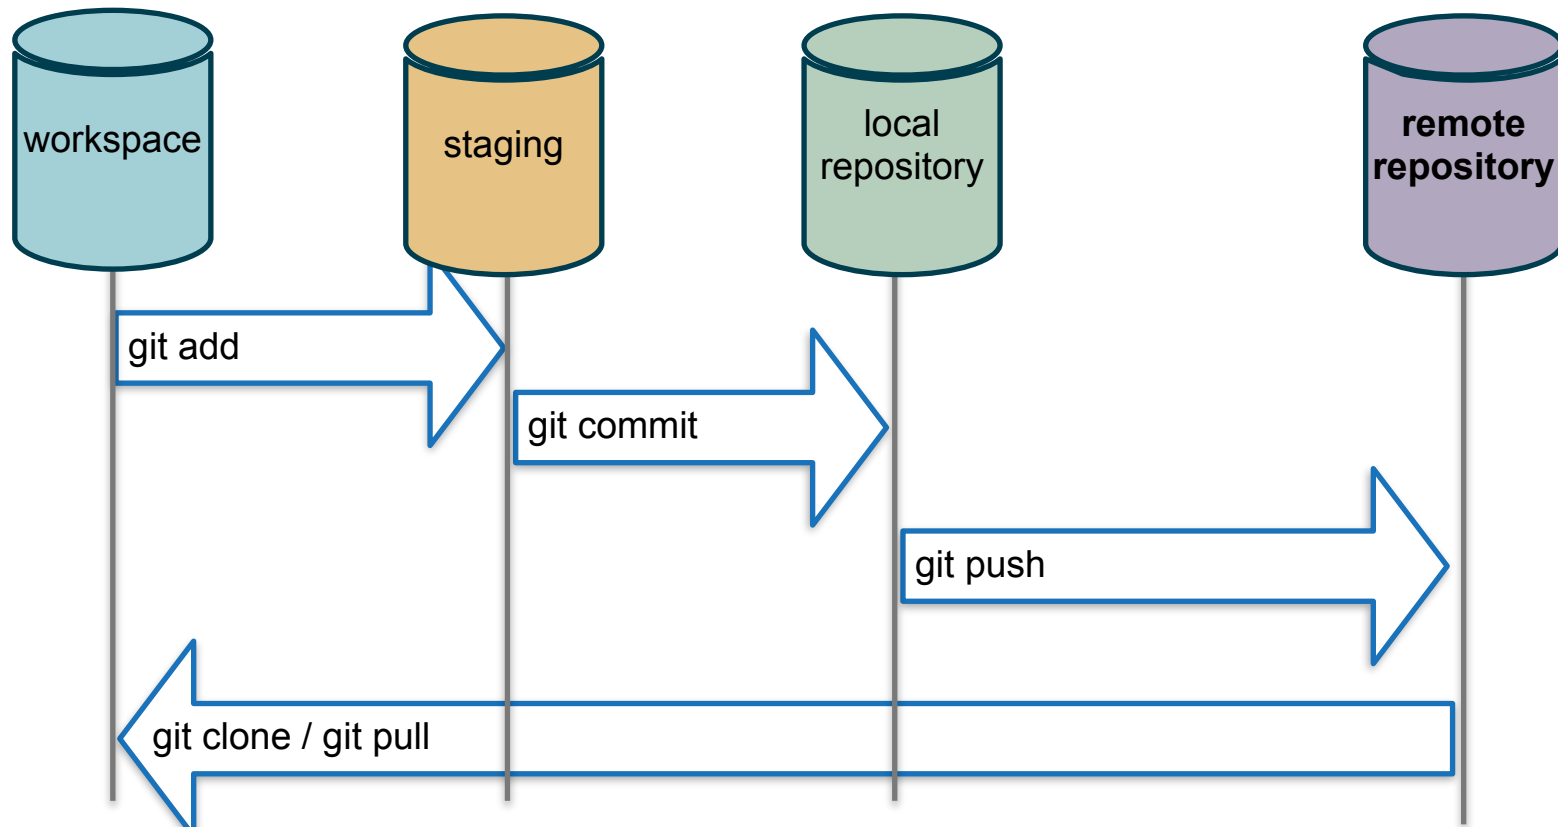 workspace
staging
local
repository
remote
repository
git add
git commit
git push
git clone / git pull